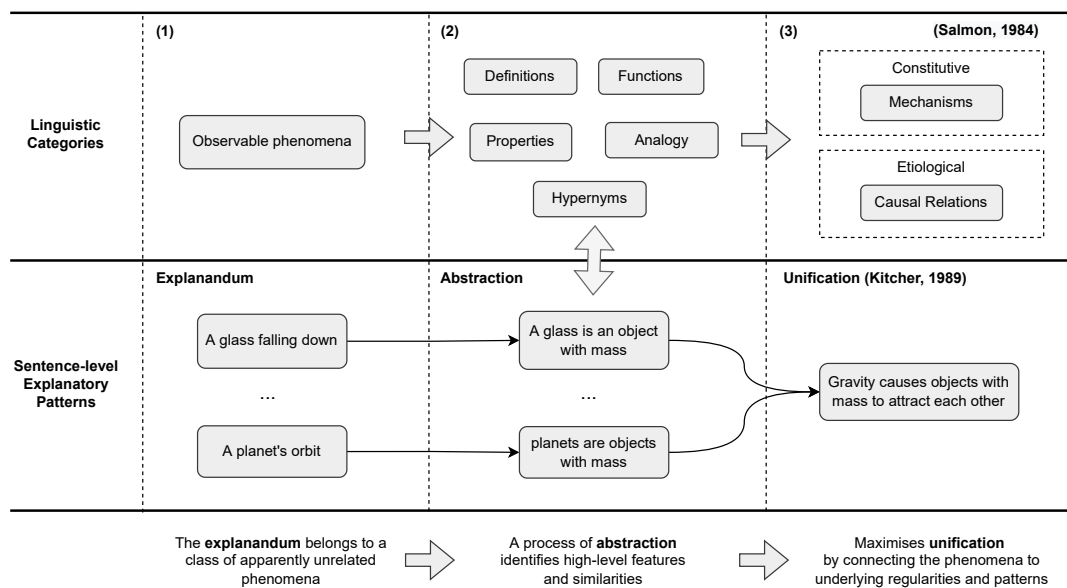 (1)
(2)
(3)
(Salmon, 1984)
Linguistic
Categories
Observable phenomena
Definitions
Functions
Properties
Analogy
Hypernyms
Constitutive
Mechanisms
Etiological
Causal Relations
Explanandum
Abstraction
Unification (Kitcher, 1989)
Sentence-level
Explanatory
Patterns
A glass falling down
...
A planet's orbit
A glass is an object
with mass
...
planets are objects
with mass
Gravity causes objects with
mass to attract each other
The explanandum belongs to a
class of apparently unrelated
phenomena
A process of abstraction
identifies high-level features
and similarities
Maximises unification
by connecting the phenomena to
underlying regularities and patterns